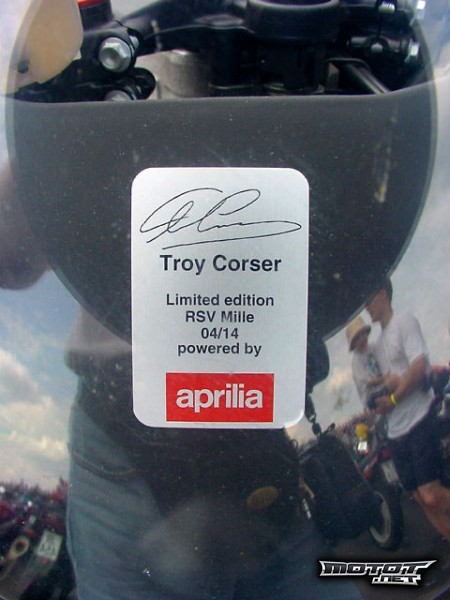 Troy Corser
Limited edition
RSV Mille
04/14
powered by
aprilia
MOTOT
.NET